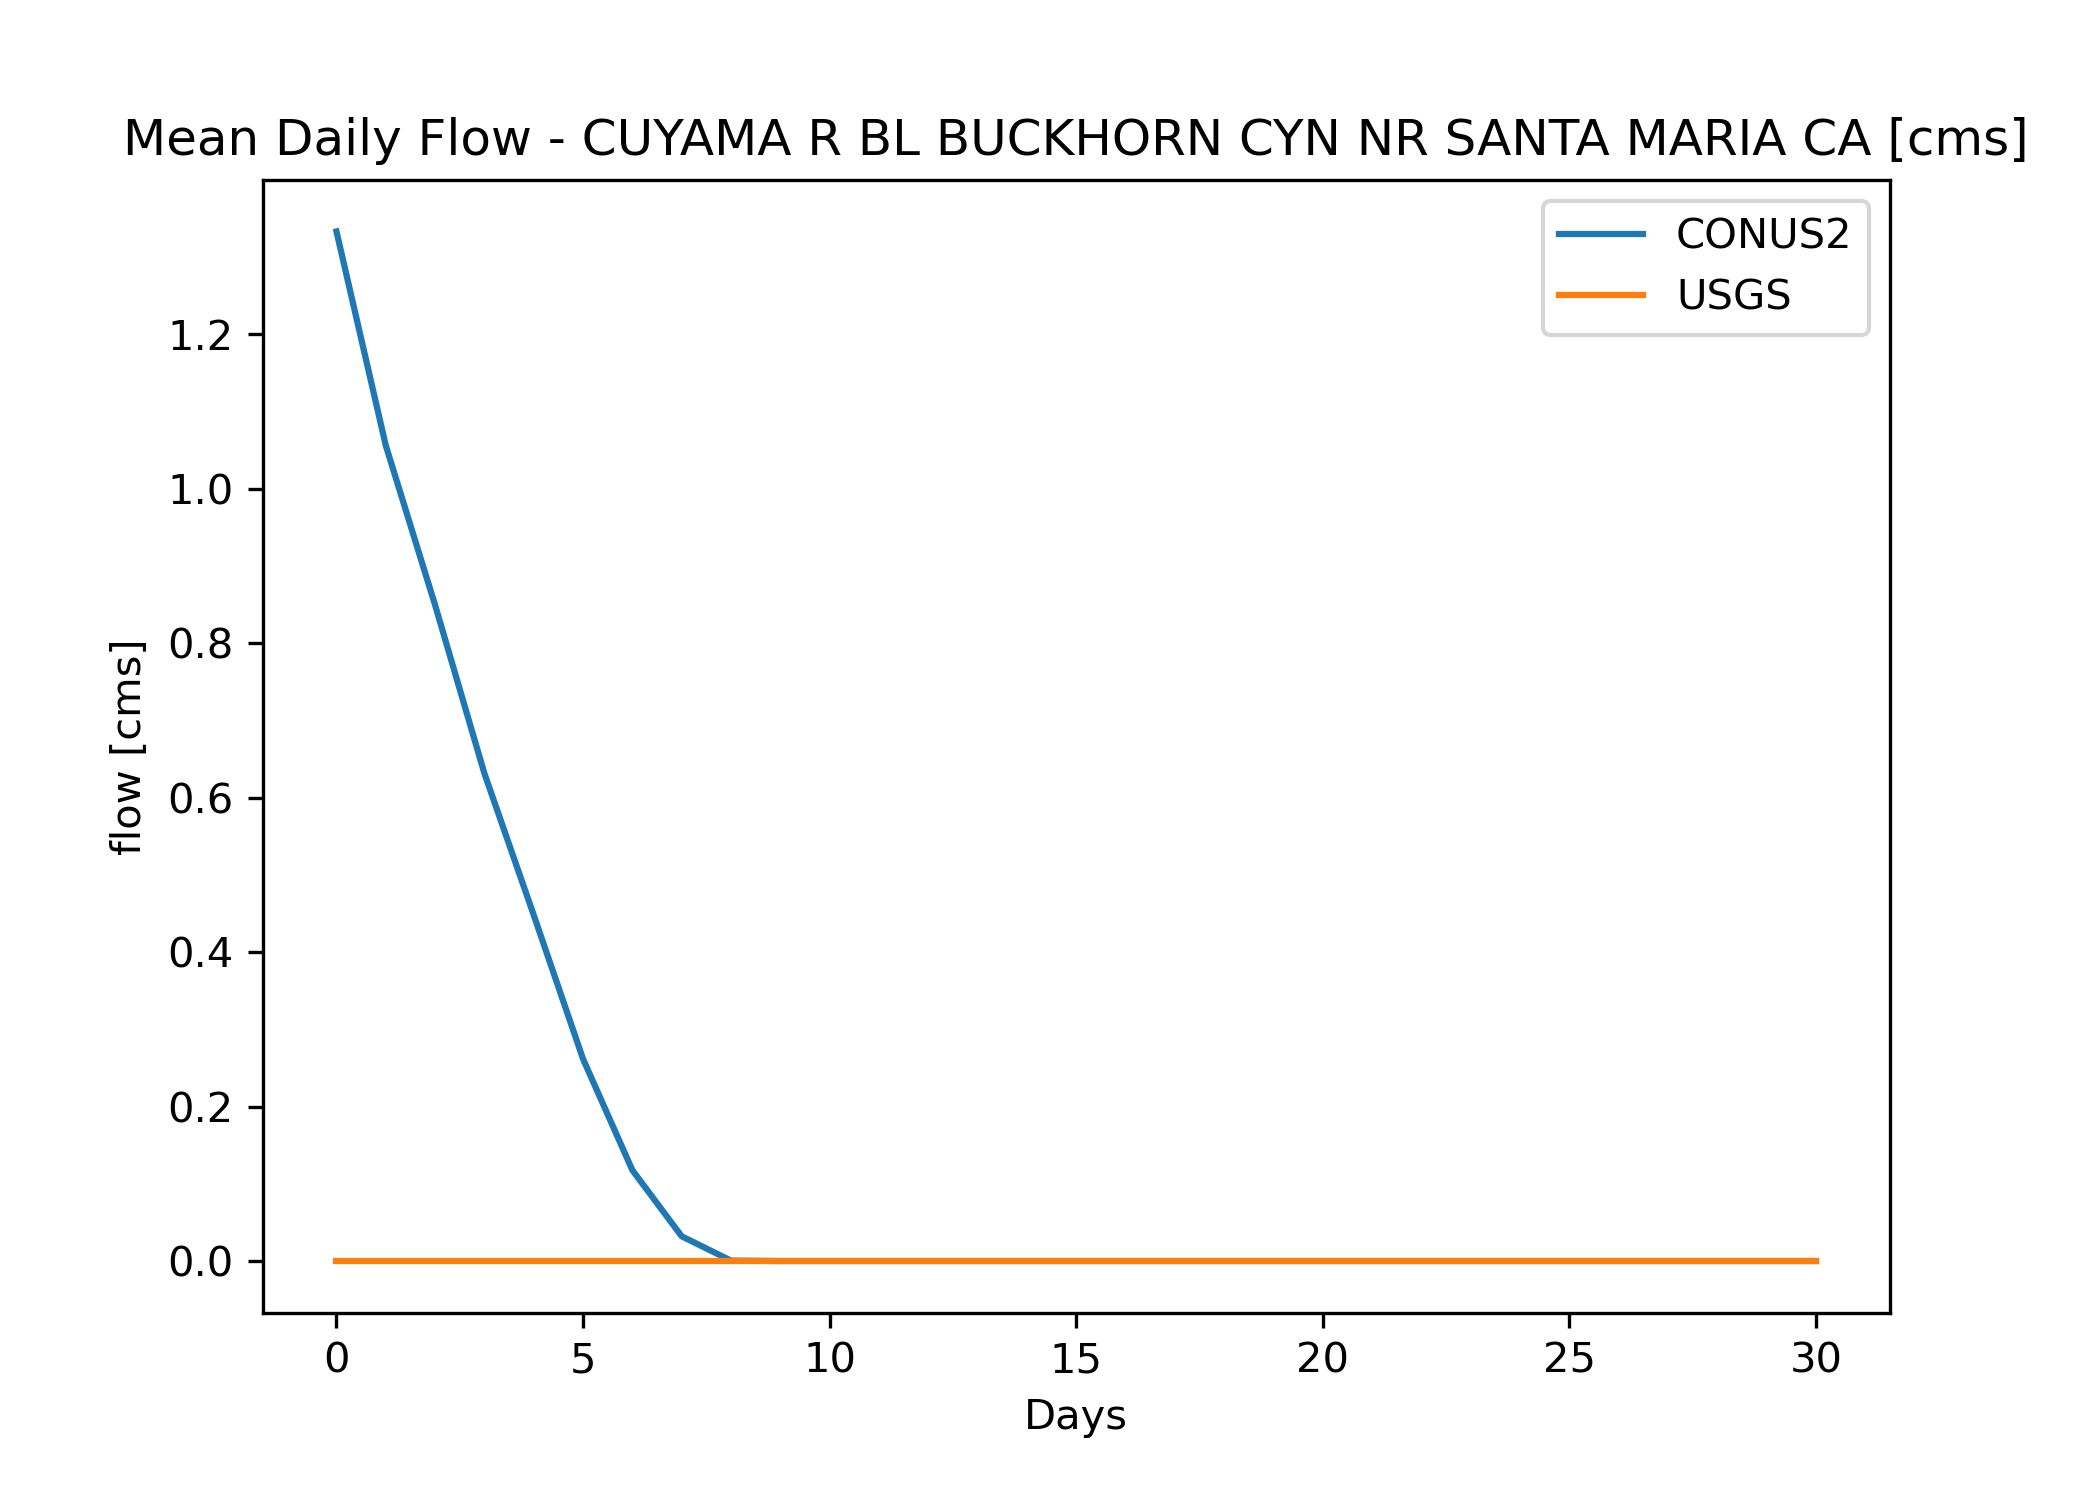 Mean Daily Flow - CUYAMA R BL BUCKHORN CYN NR SANTA MARIA CA [cms]
CONUS2
USGS
1.2
1.0
0.8
0.6
0.4
0.2
0.0
flow [cms]
0 5 10 15 20 25 30
Days